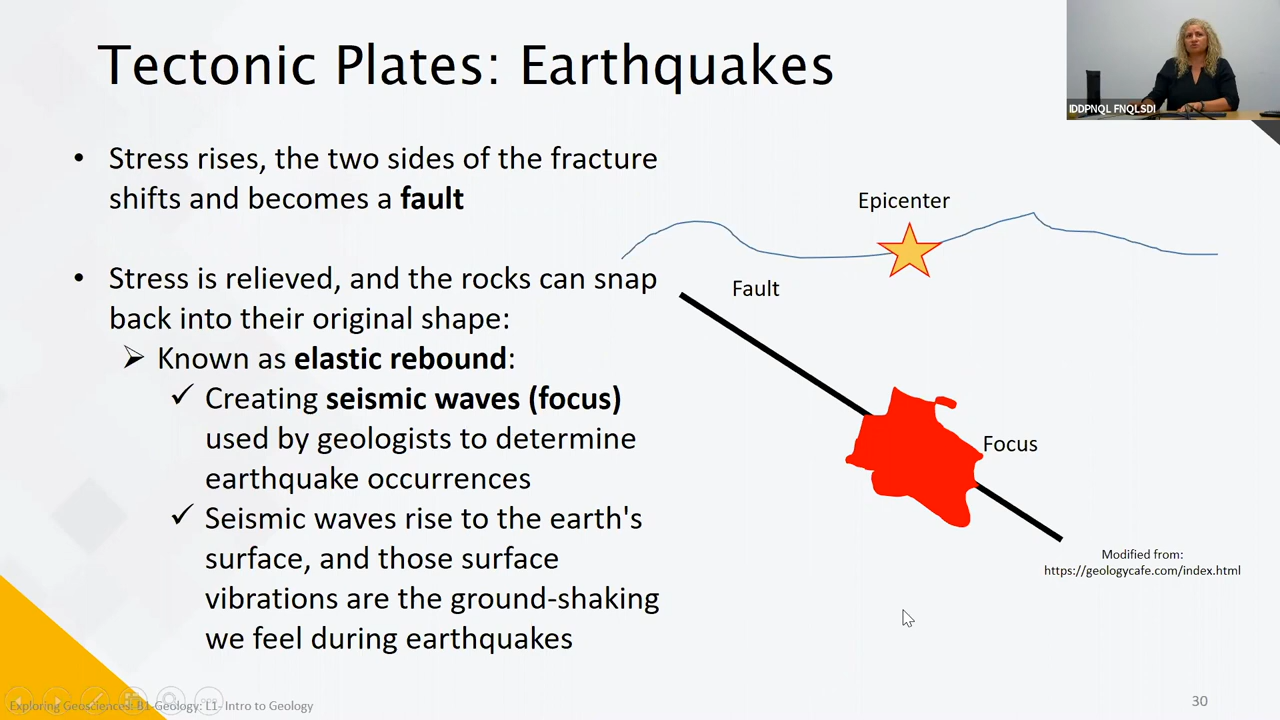 Tectonic Plates: Earthquakes
IDDPNQL FNQLSDI
• Stress rises, the two sides of the fracture
shifts and becomes a fault
• Stress is relieved, and the rocks can snap
back into their original shape:
➢ Known as elastic rebound:
✓ Creating seismic waves (focus)
used by geologists to determine
earthquake occurrences
✓ Seismic waves rise to the earth's
surface, and those surface
vibrations are the ground-shaking
we feel during earthquakes
Epicenter
Fault
Focus
Modified from:
https://geologycafe.com/index.html
Exploring Geosciences: B1-Geology: L1- Intro to Geology
30